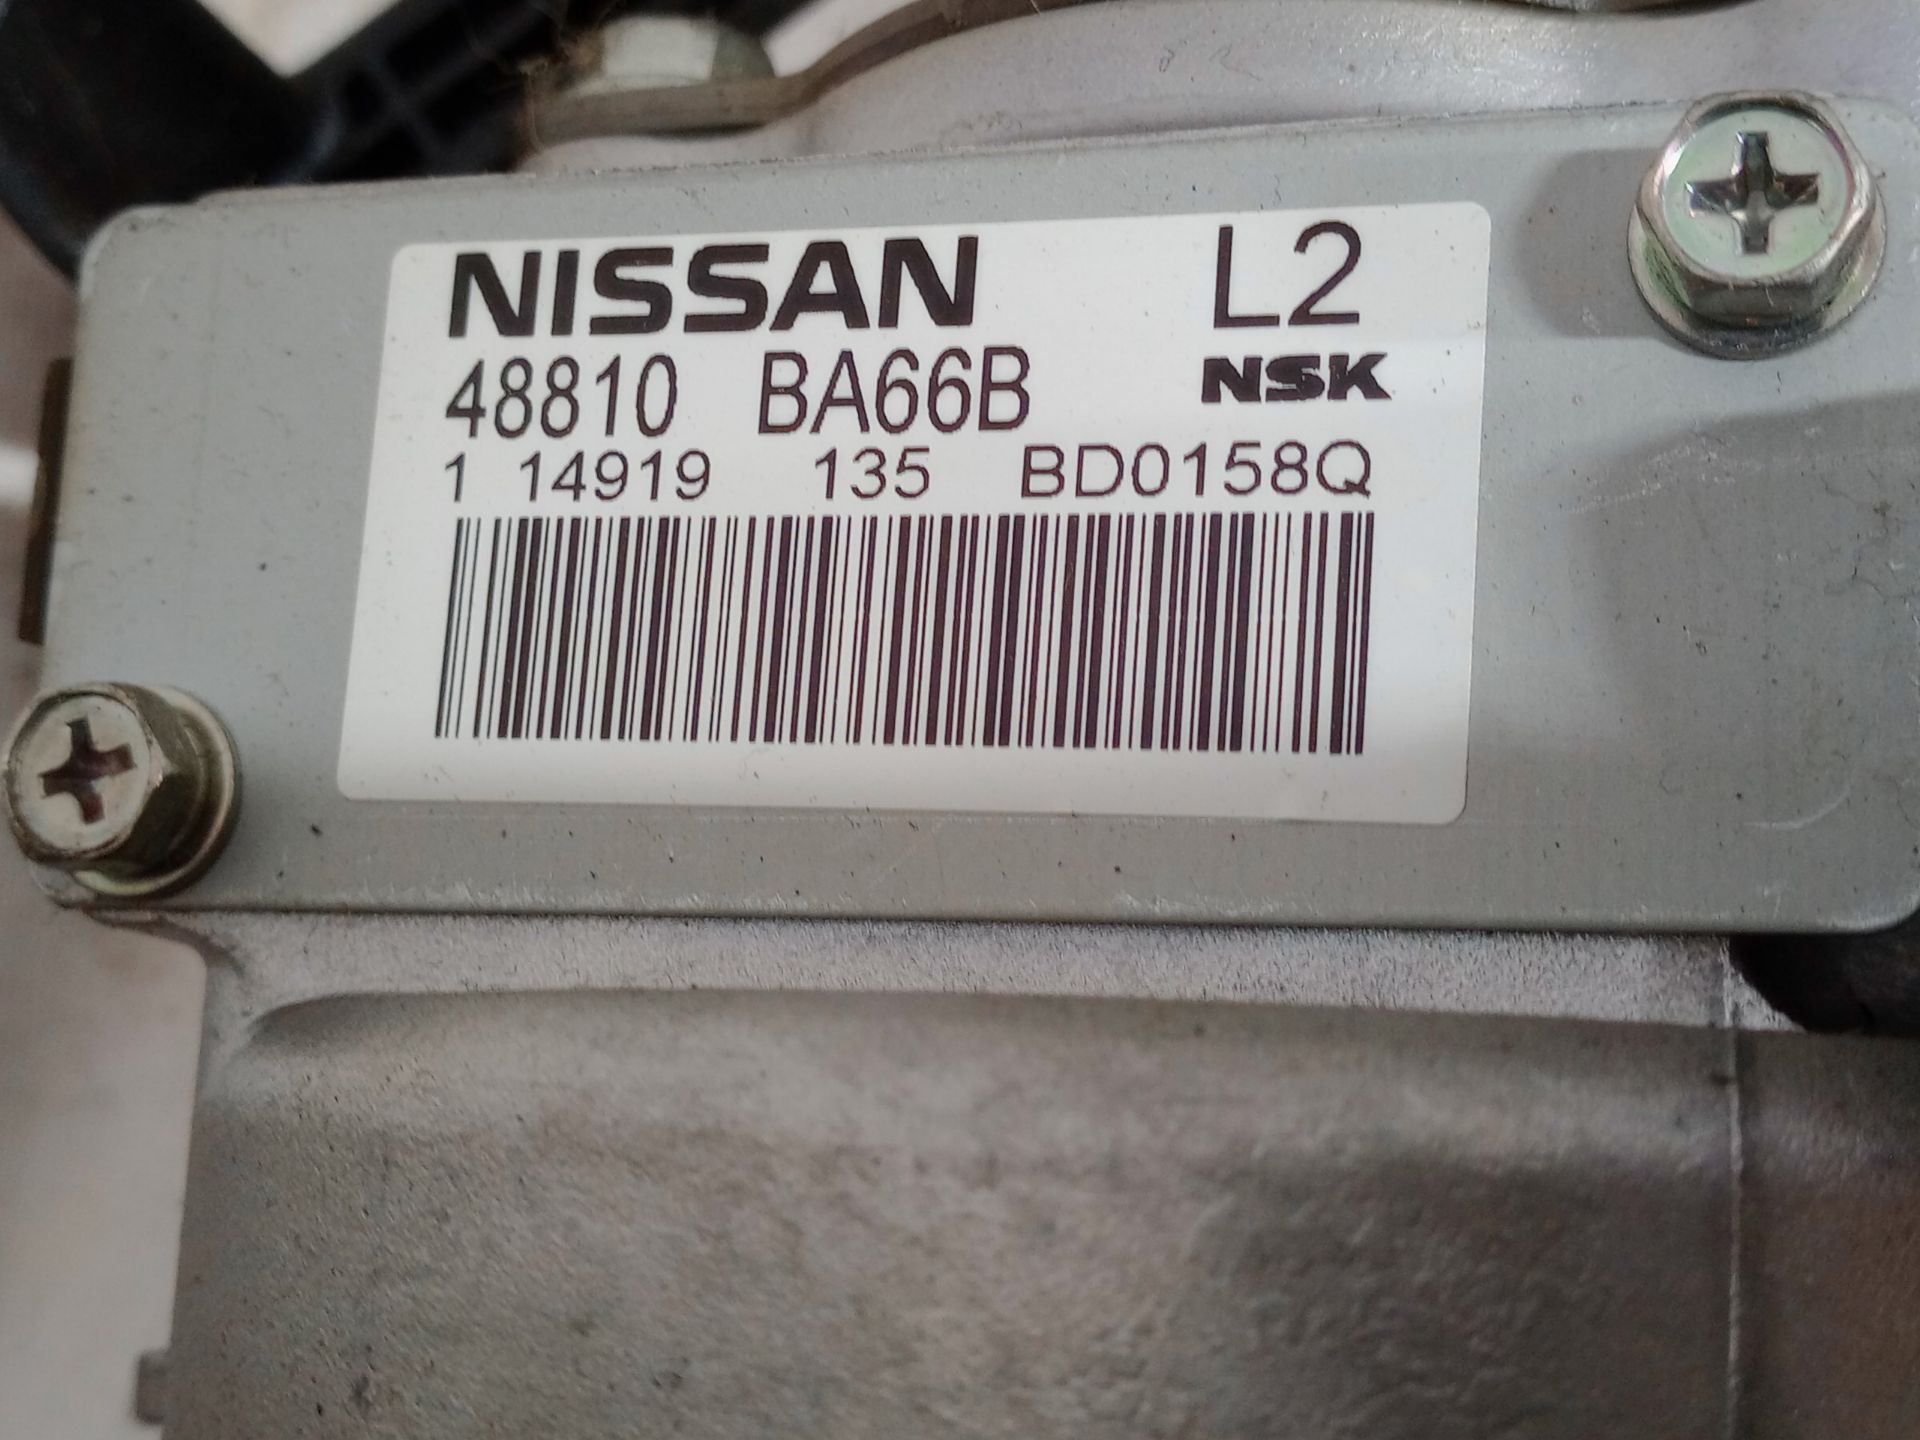 NISSAN L2
48810 BA66B NSK
1 14919 135 BD0158Q